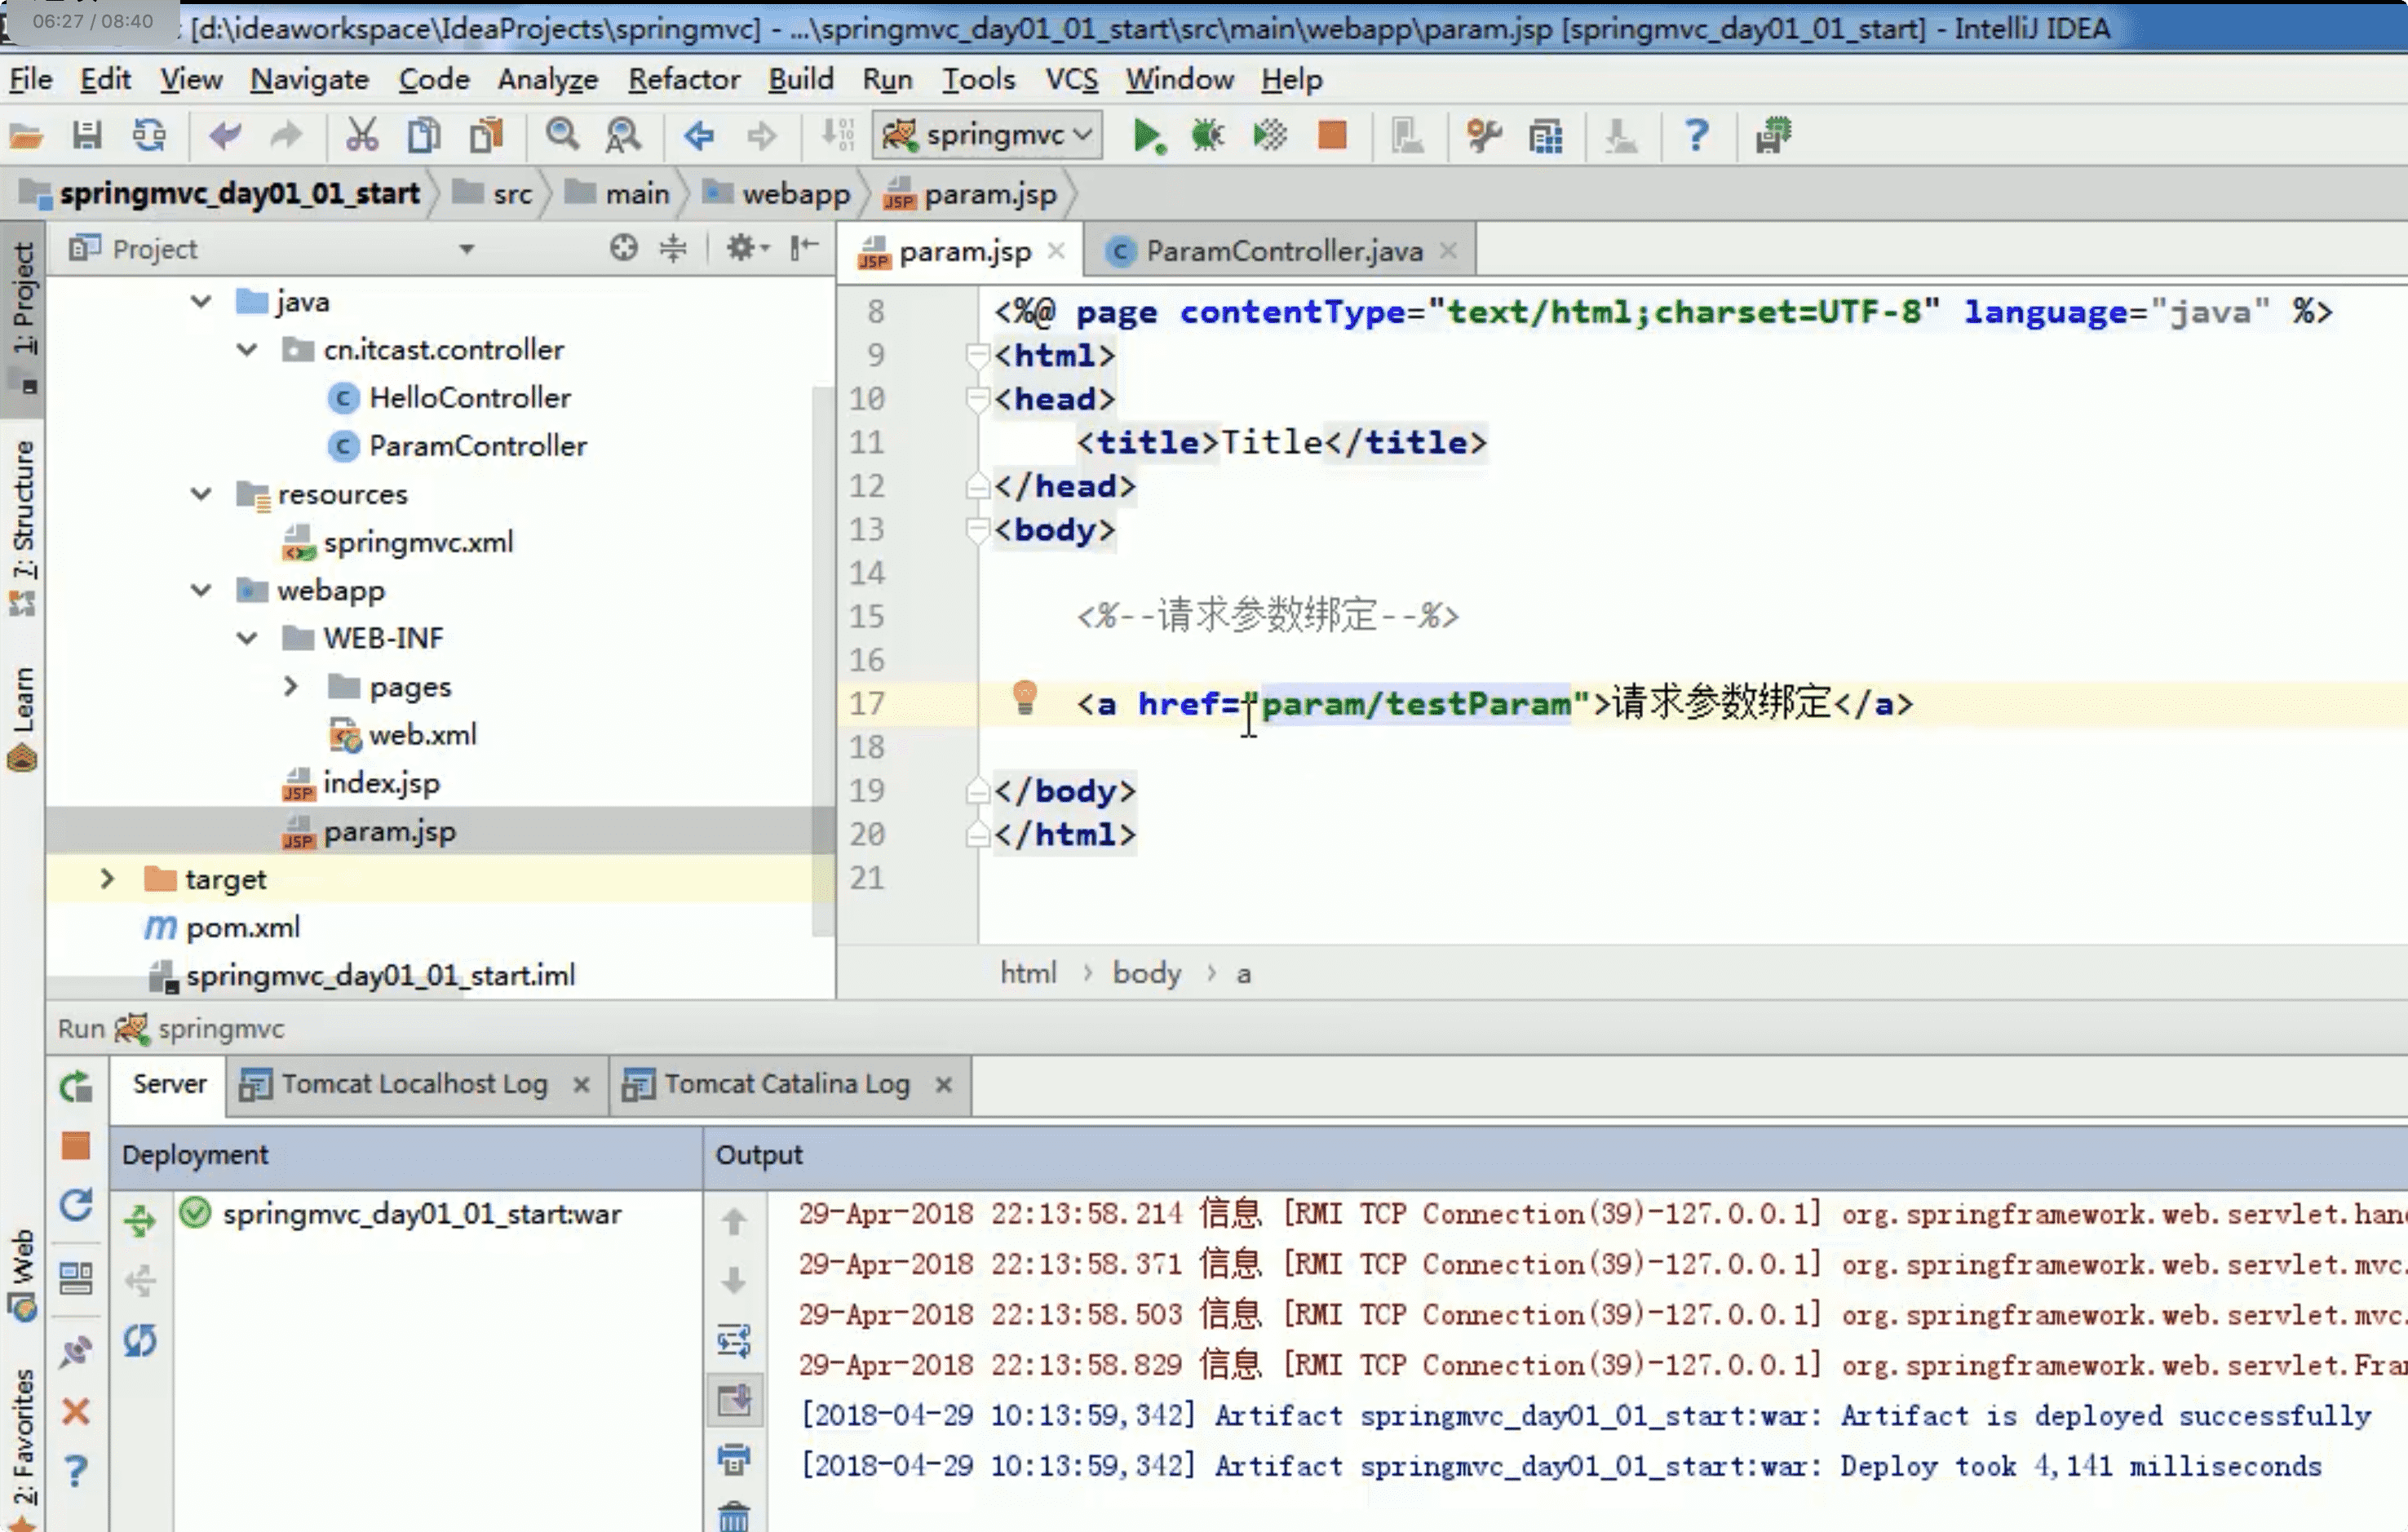 06:27 / 08:40
[d:\ideaworkspace\IdeaProjects\springmvc] - ...\springmvc_day01_01_start\src\main\webapp\param.jsp [springmvc_day01_01_start] - IntelliJ IDEA
File Edit View Navigate Code Analyze Refactor Build Run Tools VCS Window Help
springmvc
springmvc_day01_01_start src main webapp param.jsp
1: Project
7: Structure
Learn
Web
2: Favorites
Project
java
cn.itcast.controller
HelloController
ParamController
resources
springmvc.xml
webapp
WEB-INF
pages
web.xml
index.jsp
param.jsp
target
pom.xml
springmvc_day01_01_start.iml
param.jsp ParamController.java
8 <%@ page contentType="text/html;charset=UTF-8" language="java" %>
9 <html>
10 <head>
11 <title>Title</title>
12 </head>
13 <body>
14
15 <%--请求参数绑定--%>
16
17 <a href="param/testParam">请求参数绑定</a>
18
19 </body>
20 </html>
21
html › body › a
Run springmvc
Server Tomcat Localhost Log Tomcat Catalina Log
Deployment
springmvc_day01_01_start:war
Output
29-Apr-2018 22:13:58.214 信息 [RMI TCP Connection(39)-127.0.0.1] org.springframework.web.servlet.han
29-Apr-2018 22:13:58.371 信息 [RMI TCP Connection(39)-127.0.0.1] org.springframework.web.servlet.mvc.
29-Apr-2018 22:13:58.503 信息 [RMI TCP Connection(39)-127.0.0.1] org.springframework.web.servlet.mvc.
29-Apr-2018 22:13:58.829 信息 [RMI TCP Connection(39)-127.0.0.1] org.springframework.web.servlet.Fra
[2018-04-29 10:13:59,342] Artifact springmvc_day01_01_start:war: Artifact is deployed successfully
[2018-04-29 10:13:59,342] Artifact springmvc_day01_01_start:war: Deploy took 4,141 milliseconds